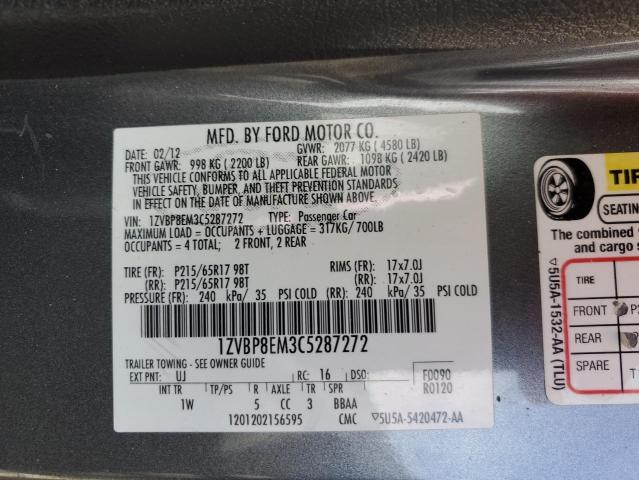 MFD. BY FORD MOTOR CO.
DATE: 02/12 GVWR: 2077 KG ( 4580 LB)
FRONT GAWR: 998 KG ( 2200 LB) REAR GAWR: 1098 KG ( 2420 LB)
THIS VEHICLE CONFORMS TO ALL APPLICABLE FEDERAL MOTOR
VEHICLE SAFETY, BUMPER, AND THEFT PREVENTION STANDARDS
IN EFFECT ON THE DATE OF MANUFACTURE SHOWN ABOVE.
VIN: 1ZVBP8EM3C5287272 TYPE: Passenger Car
MAXIMUM LOAD = OCCUPANTS + LUGGAGE = 317KG/ 700LB
OCCUPANTS = 4 TOTAL; 2 FRONT, 2 REAR
TIRE (FR): P215/65R17 98T RIMS (FR): 17x7.0J
(RR): P215/65R17 98T (RR): 17x7.0J
PRESSURE (FR): 240 kPa/ 35 PSI COLD (RR): 240 kPa/ 35 PSI COLD
1ZVBP8EM3C5287272
TRAILER TOWING - SEE OWNER GUIDE
EXT PNT: UJ RC: 16 DSO: FD090
R0120
INT TR TP/PS R AXLE TR SPR
1W 5 CC 3 BBAA
1201202156595 CMC ▽5U5A-5420472-AA
TIR
SEATING
The combined
and cargo s
TIRE
FRONT P2
REAR
SPARE T1
▽5U5A-1532-AA (TLU)